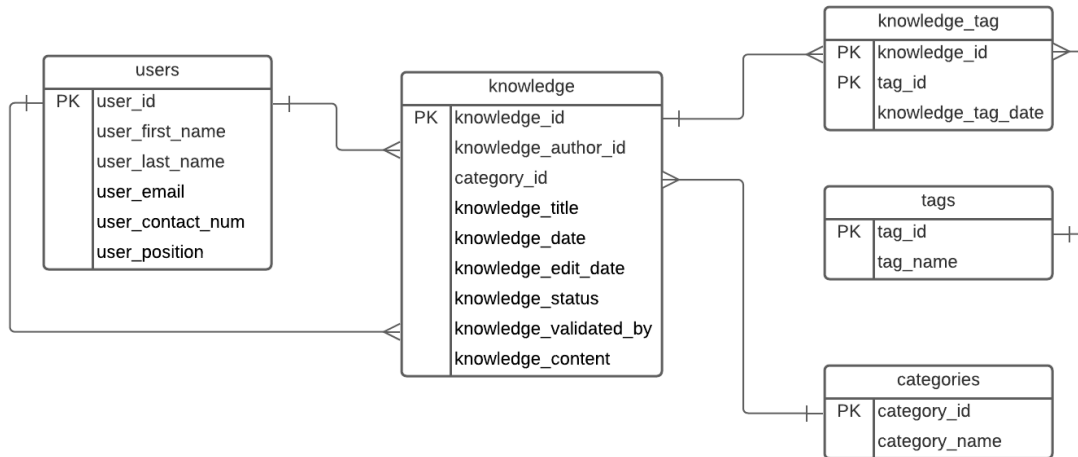 users
PK user_id
user_first_name
user_last_name
user_email
user_contact_num
user_position
knowledge
PK knowledge_id
knowledge_author_id
category_id
knowledge_title
knowledge_date
knowledge_edit_date
knowledge_status
knowledge_validated_by
knowledge_content
knowledge_tag
PK knowledge_id
PK tag_id
knowledge_tag_date
tags
PK tag_id
tag_name
categories
PK category_id
category_name